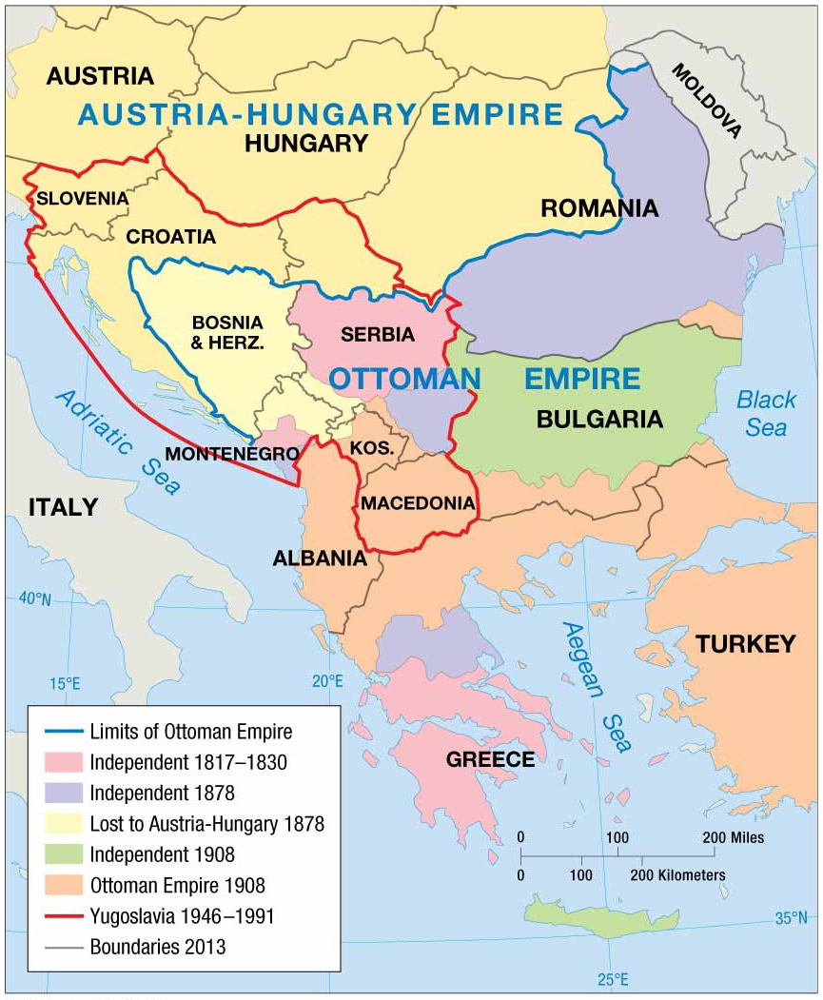 AUSTRIA
MOLDOVA
AUSTRIA-HUNGARY EMPIRE
HUNGARY
SLOVENIA
ROMANIA
CROATIA
BOSNIA
& HERZ.
SERBIA
OTTOMAN EMPIRE
Adriatic Sea
BULGARIA
Black
Sea
MONTENEGRO
KOS.
ITALY
MACEDONIA
ALBANIA
40°N
Aegean Sea
TURKEY
15°E
20°E
Limits of Ottoman Empire
Independent 1817–1830
Independent 1878
Lost to Austria-Hungary 1878
Independent 1908
Ottoman Empire 1908
Yugoslavia 1946–1991
Boundaries 2013
GREECE
0 100 200 Miles
0 100 200 Kilometers
35°N
25°E